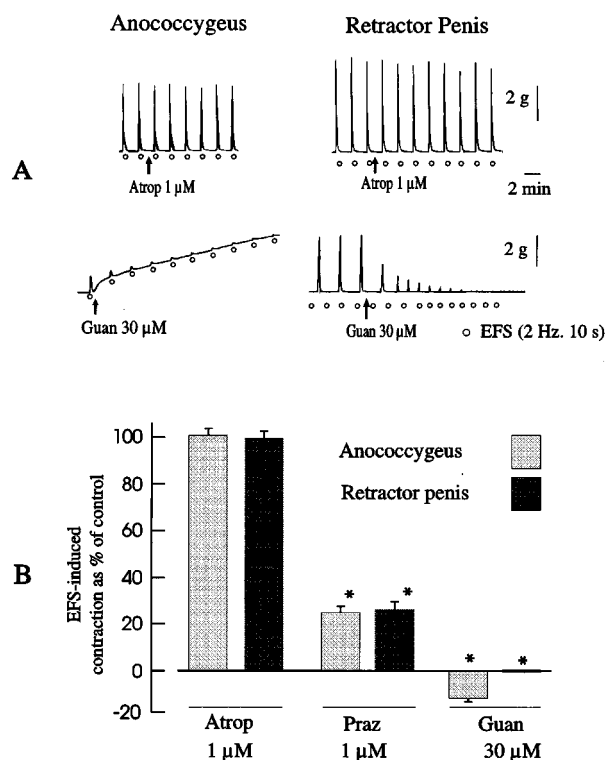 Anococcygeus Retractor Penis
A
2 g
Atrop 1 µM Atrop 1 µM
2 min
2 g
Guan 30 µM Guan 30 µM
EFS (2 Hz. 10 s)
B
EFS-induced
contraction as % of control
100
80
60
40
20
0
-20
Anococcygeus
Retractor penis
* * * *
Atrop Praz Guan
1 µM 1 µM 30 µM